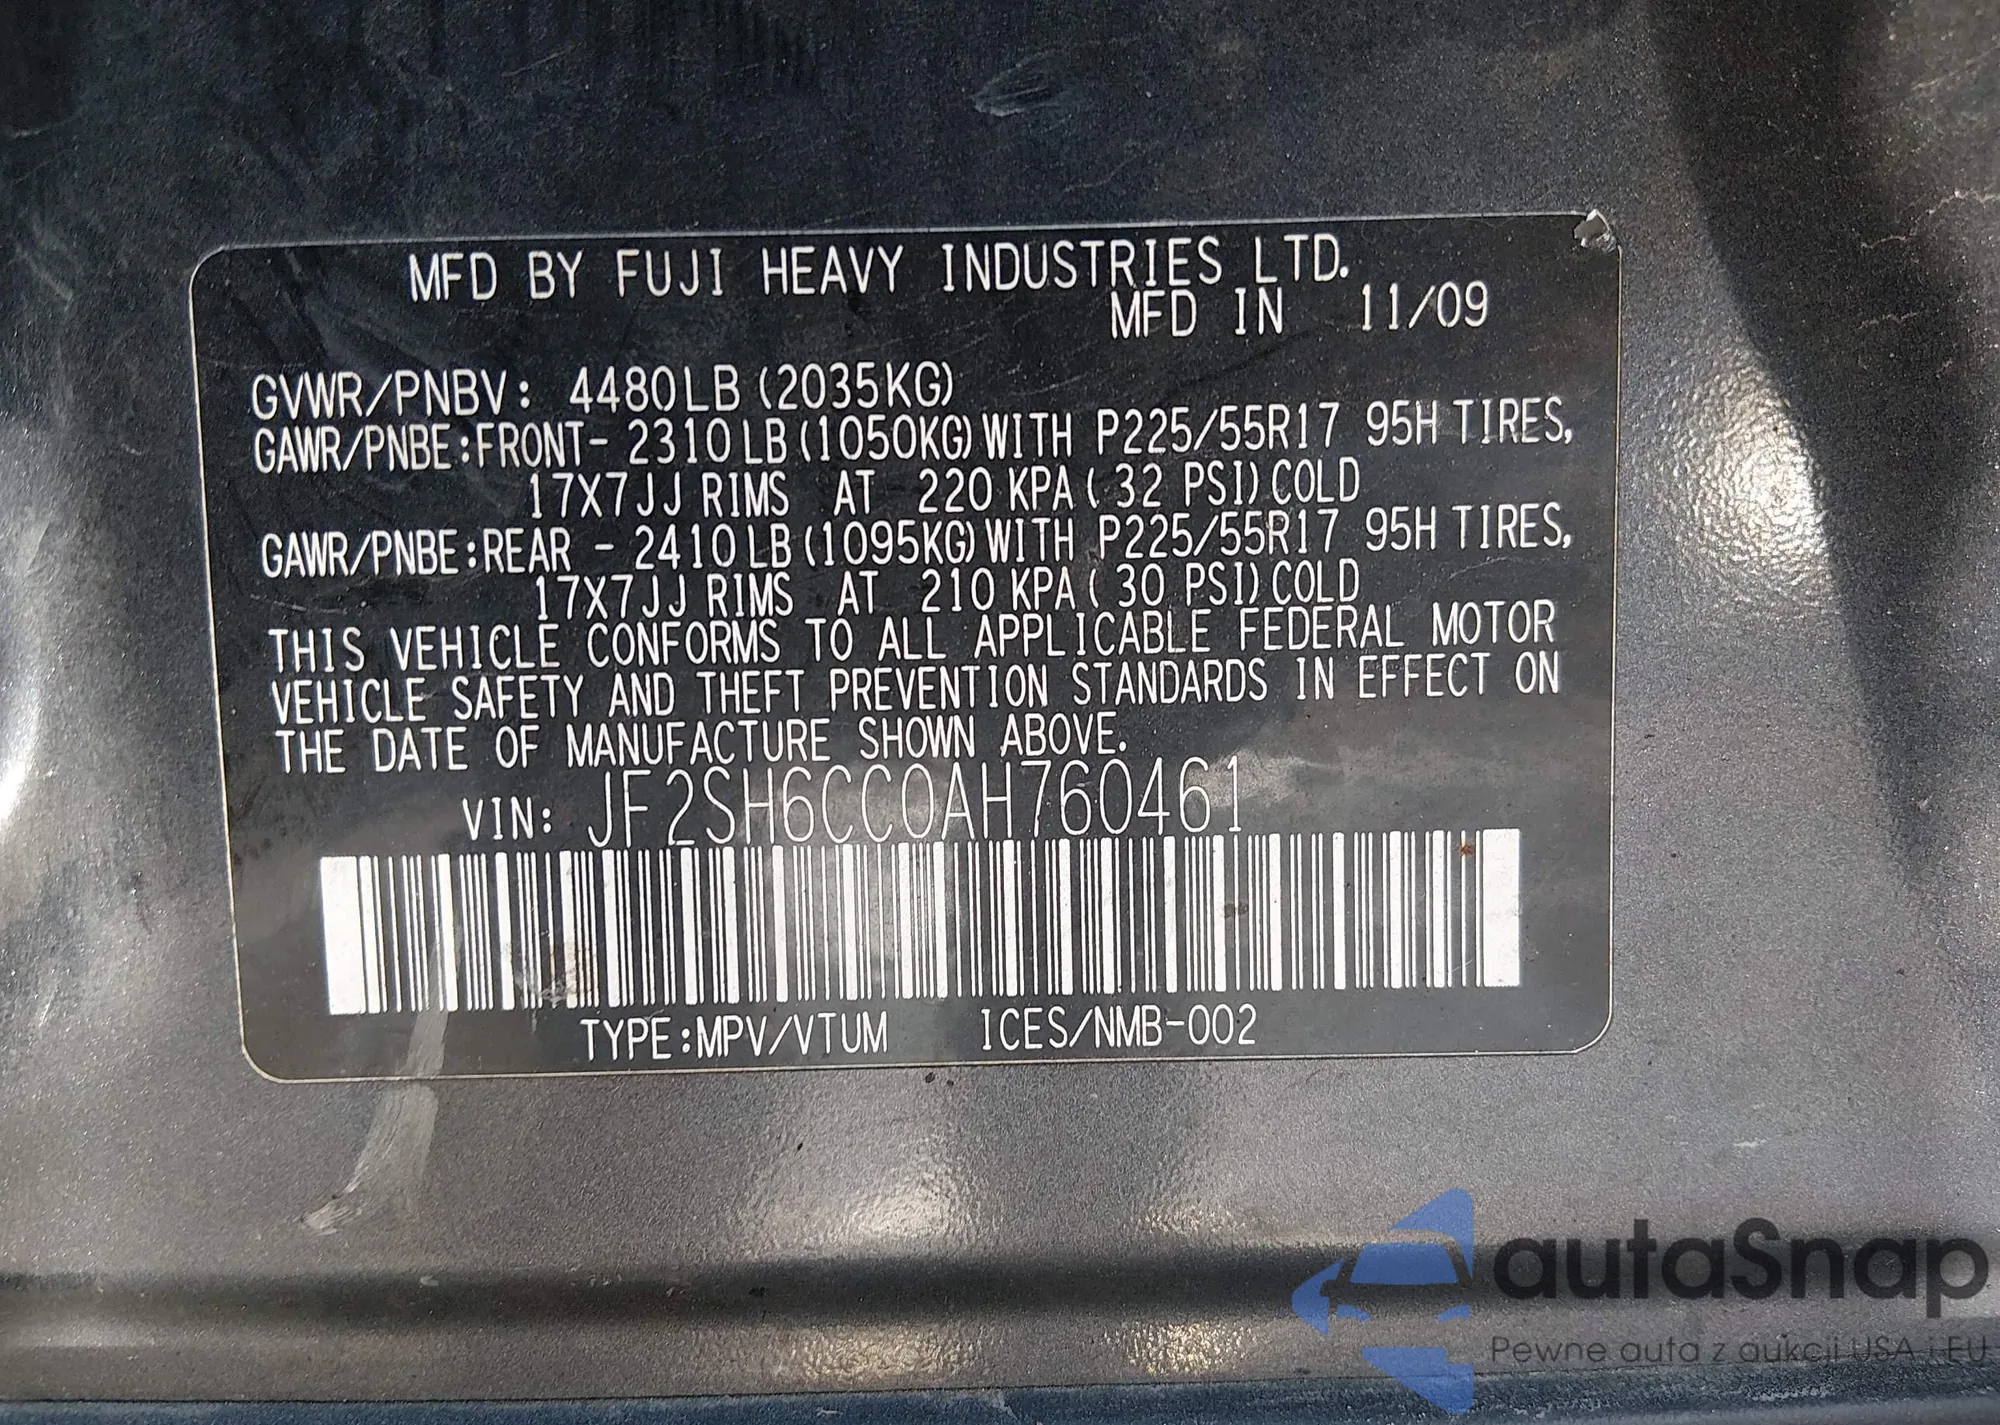 MFD BY FUJI HEAVY INDUSTRIES LTD.
MFD IN 11/09
GVWR/PNBV: 4480LB (2035KG)
GAWR/PNBE:FRONT- 2310LB(1050KG)WITH P225/55R17 95H TIRES,
17X7JJ RIMS AT 220 KPA ( 32 PSI)COLD
GAWR/PNBE:REAR - 2410LB(1095KG)WITH P225/55R17 95H TIRES,
17X7JJ RIMS AT 210 KPA ( 30 PSI)COLD
THIS VEHICLE CONFORMS TO ALL APPLICABLE FEDERAL MOTOR
VEHICLE SAFETY AND THEFT PREVENTION STANDARDS IN EFFECT ON
THE DATE OF MANUFACTURE SHOWN ABOVE.
VIN: JF2SH6CC0AH760461
TYPE:MPV/VTUM ICES/NMB-002
autaSnap
Pewne auta z aukcji USA i EU